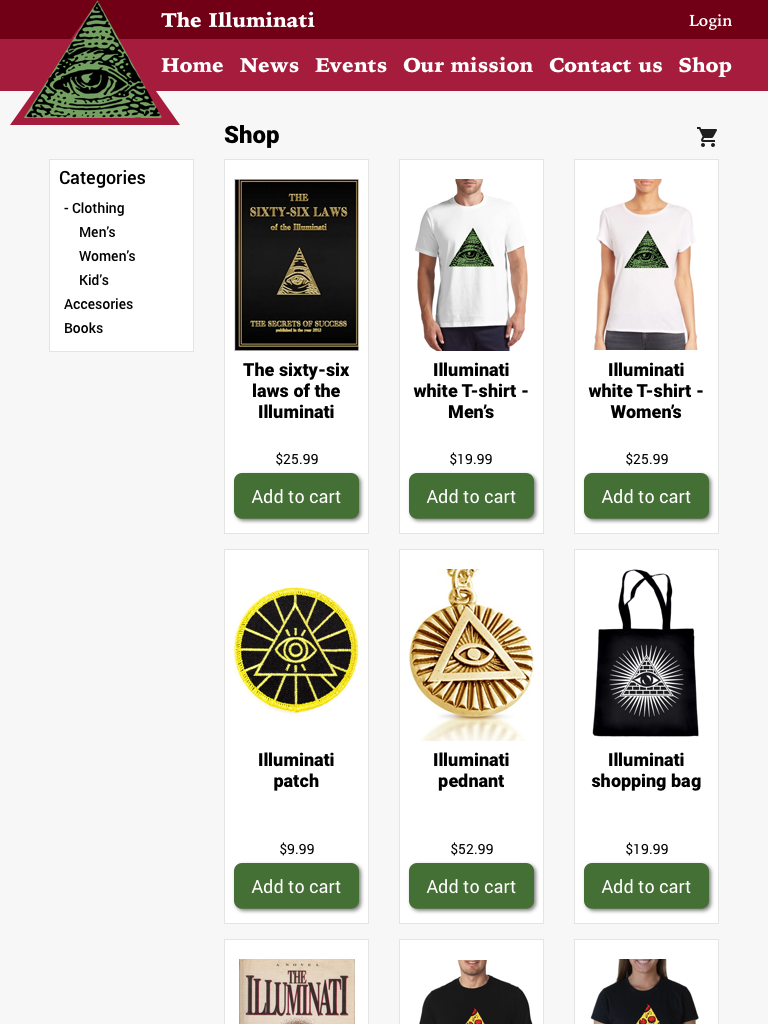 The Illuminati
Login
Home News Events Our mission Contact us Shop
Shop
Categories
- Clothing
Men's
Women's
Kid's
Accesories
Books
THE
SIXTY-SIX LAWS
of the Illuminati
THE SECRETS OF SUCCESS
published in the year 2013
The sixty-six
laws of the
Illuminati
$25.99
Add to cart
Illuminati
white T-shirt -
Men's
$19.99
Add to cart
Illuminati
white T-shirt -
Women's
$25.99
Add to cart
Illuminati
patch
$9.99
Add to cart
Illuminati
pednant
$52.99
Add to cart
Illuminati
shopping bag
$19.99
Add to cart
A NOVEL
THE
ILLUMINATI